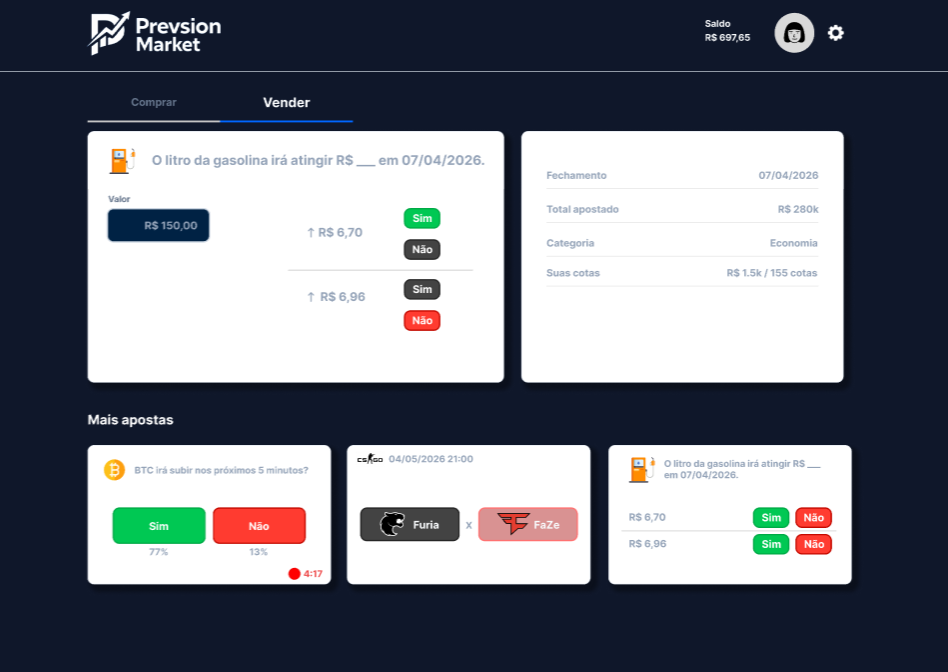 Prevsion
Market
Saldo
R$ 697,65
Comprar
Vender
O litro da gasolina irá atingir R$ ___ em 07/04/2026.
Valor
R$ 150,00
↑ R$ 6,70
Sim
Não
↑ R$ 6,96
Sim
Não
Fechamento 07/04/2026
Total apostado R$ 280k
Categoria Economia
Suas cotas R$ 1.5k / 155 cotas
Mais apostas
BTC irá subir nos próximos 5 minutos?
Sim
Não
77%
13%
4:17
CS GO 04/05/2026 21:00
Furia x FaZe
O litro da gasolina irá atingir R$ ___
em 07/04/2026.
R$ 6,70 Sim Não
R$ 6,96 Sim Não